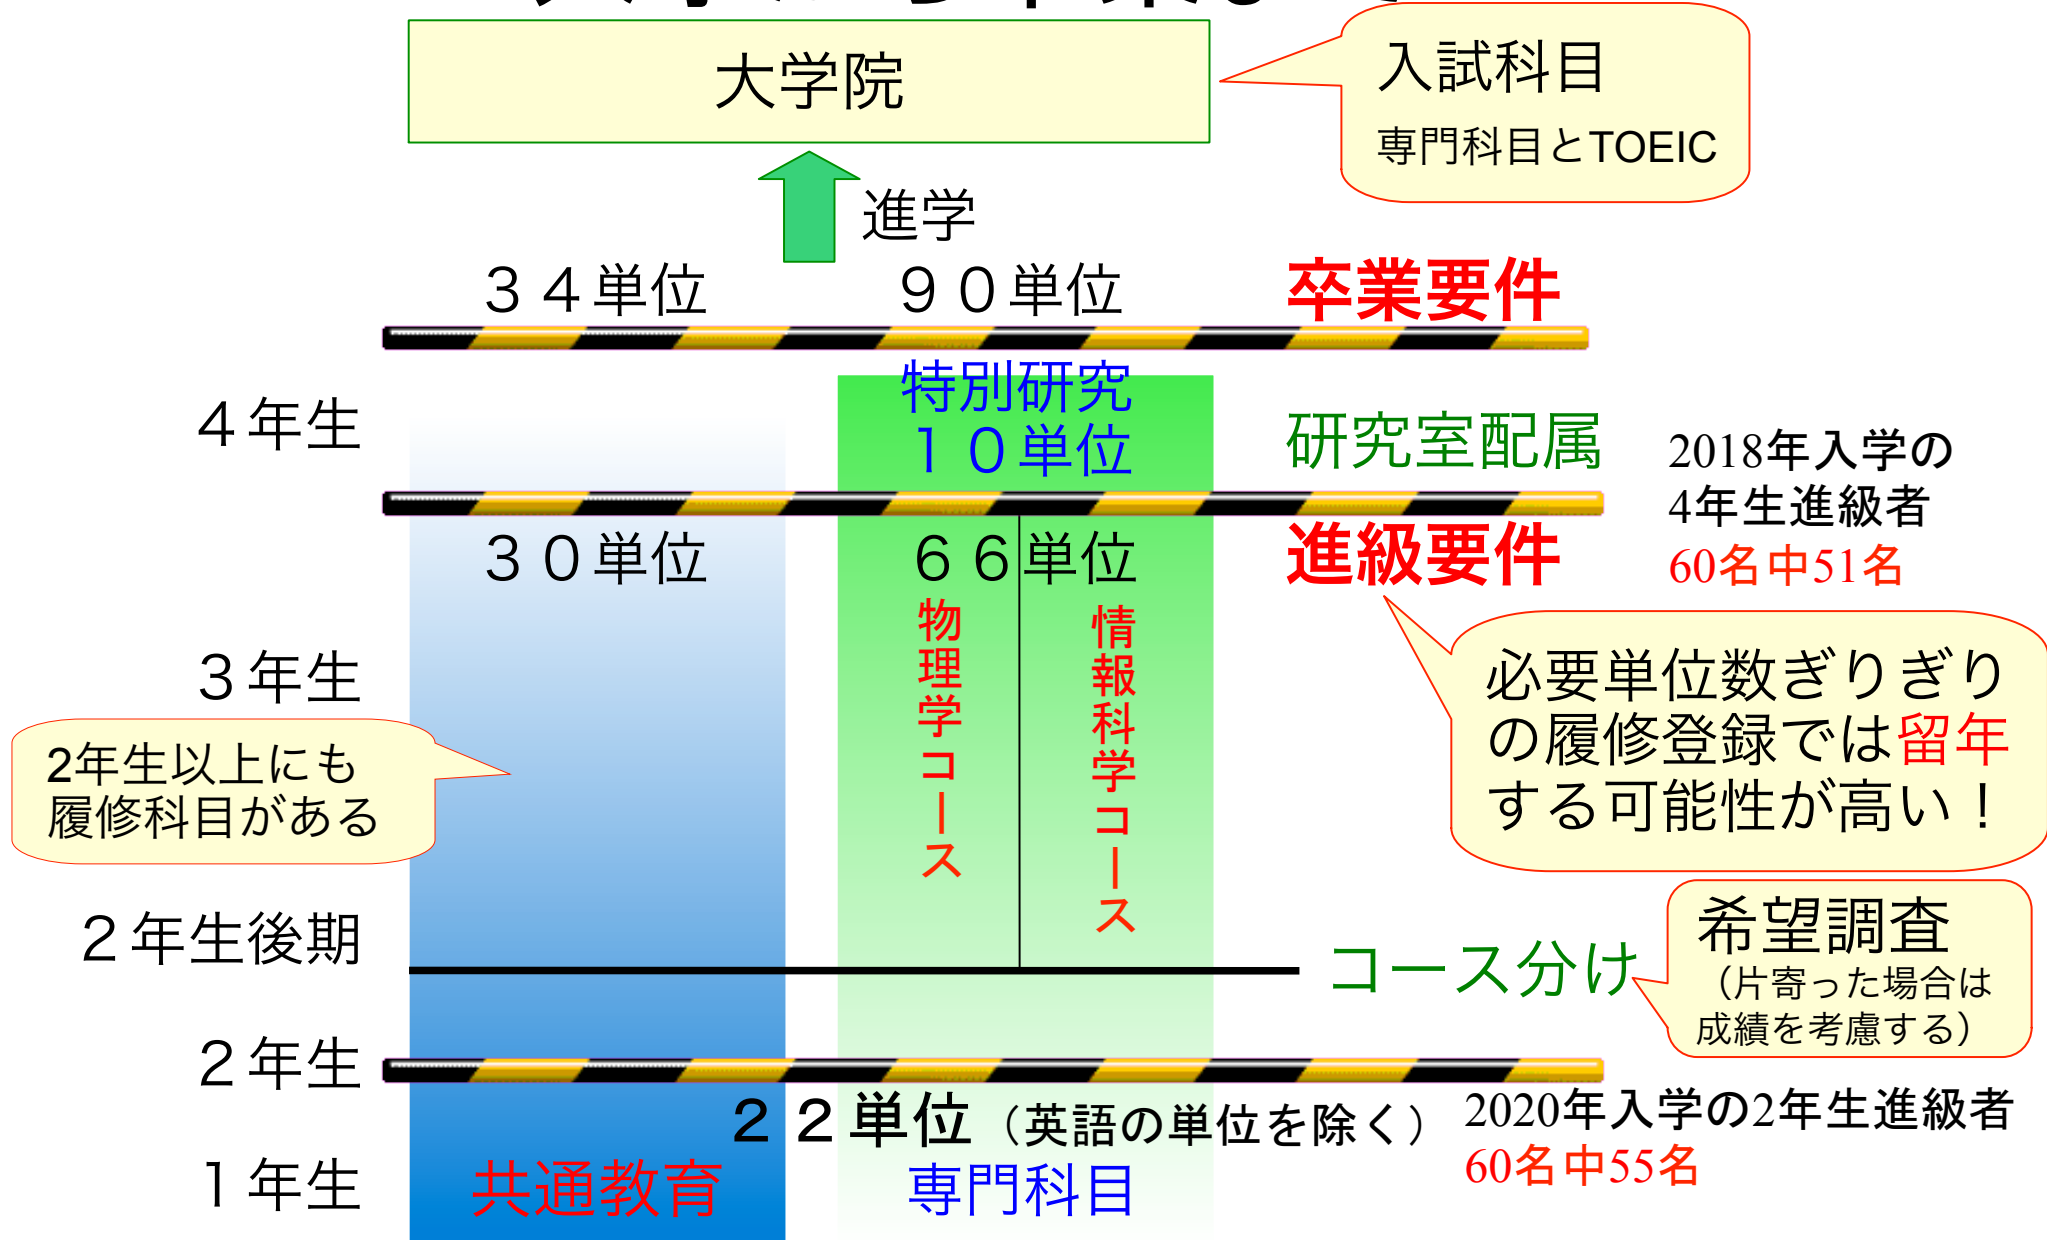 大学院
入試科目
専門科目とTOEIC
進学
３４単位
９０単位
卒業要件
特別研究
１０単位
４年生
研究室配属
2018年入学の
4年生進級者
60名中51名
３０単位
６６単位
進級要件
物理学コース
情報科学コース
３年生
必要単位数ぎりぎり
の履修登録では留年
する可能性が高い！
2年生以上にも
履修科目がある
２年生後期
コース分け
希望調査
（片寄った場合は
成績を考慮する）
２年生
２２単位（英語の単位を除く）
2020年入学の2年生進級者
60名中55名
１年生
共通教育
専門科目